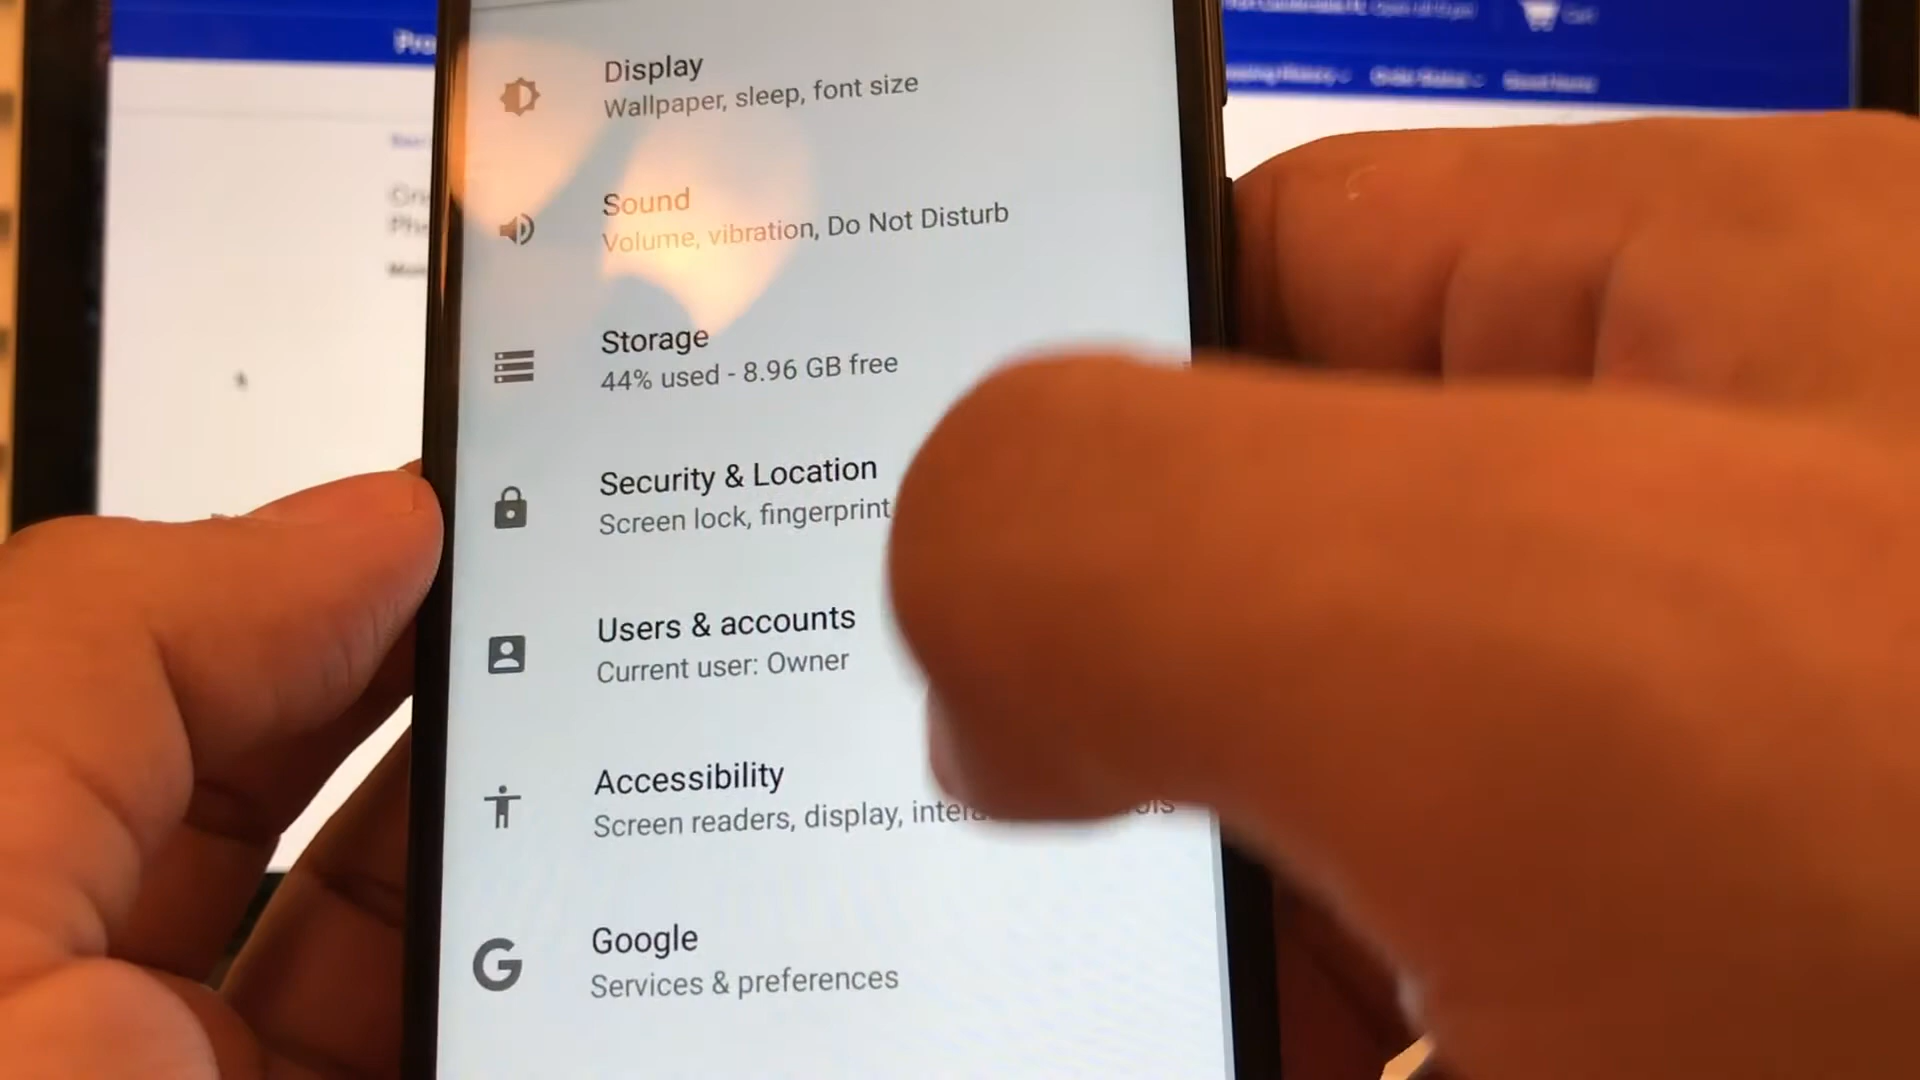 Display
Wallpaper, sleep, font size
Sound
Volume, vibration, Do Not Disturb
Storage
44% used - 8.96 GB free
Security & Location
Screen lock, fingerprint
Users & accounts
Current user: Owner
Accessibility
Screen readers, display,
Google
Services & preferences
Cart